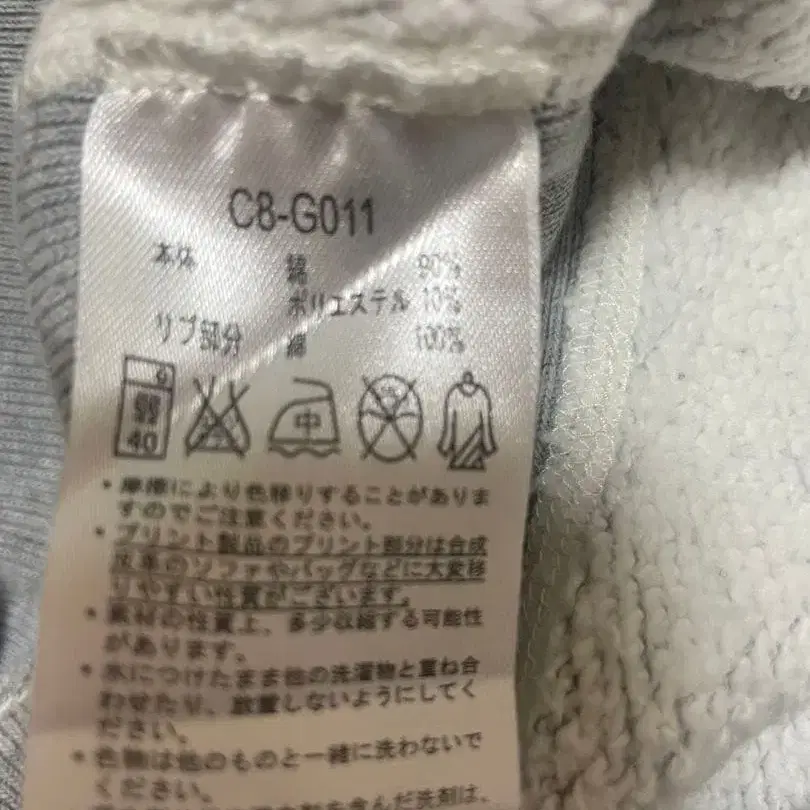 C8-G011
本体 綿 90%
ポリエステル 10%
リブ部分 綿 100%
弱
40
中
・摩擦により色移りすることがありま
すのでご注意ください。
・プリント製品のプリント部分は合成
皮革のソファやバッグなどに大変移
りやすい性質がございます。
・素材の性質上、多少収縮する可能性
があります。
・水につけたまま他の洗濯物と重ね合
わせたり、放置しないようにしてく
ださい。
・色物は他のものと一緒に洗わないで
ください。
を含んだ洗剤は、